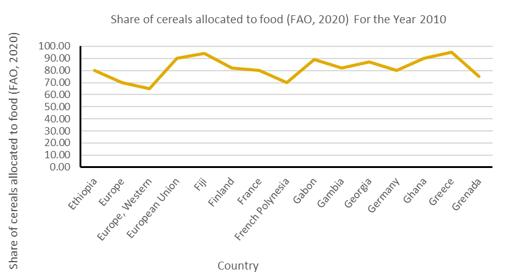 Share of cereals allocated to food (FAO, 2020) For the Year 2010
Share of cereals allocated to food (FAO, 2020)
100.00
90.00
80.00
70.00
60.00
50.00
40.00
30.00
20.00
10.00
0.00
Ethiopia
Europe
Europe, Western
European Union
Fiji
Finland
France
French Polynesia
Gabon
Gambia
Georgia
Germany
Ghana
Greece
Grenada
Country